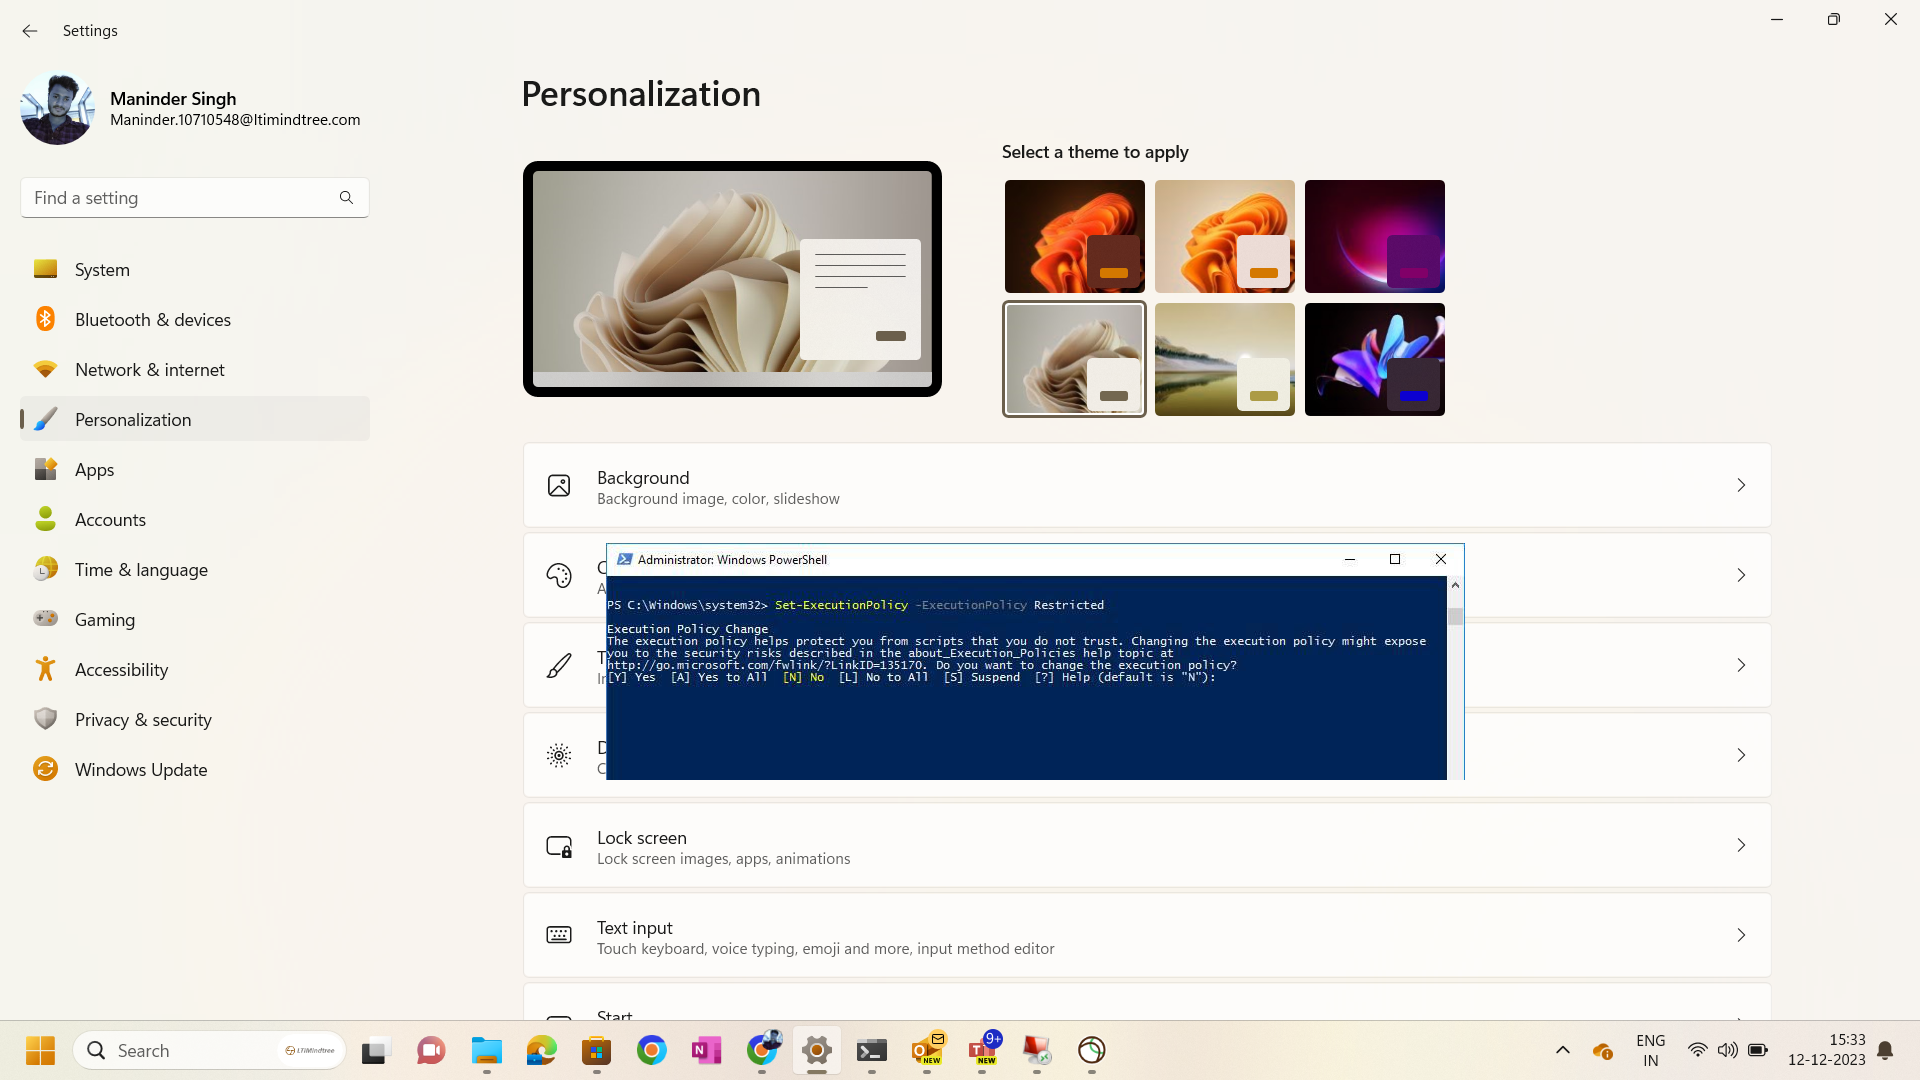 Settings
Maninder Singh
Maninder.10710548@ltimindtree.com
Find a setting
System
Bluetooth & devices
Network & internet
Personalization
Apps
Accounts
Time & language
Gaming
Accessibility
Privacy & security
Windows Update
Personalization
Select a theme to apply
Background
Background image, color, slideshow
Administrator: Windows PowerShell
PS C:\Windows\system32> Set-ExecutionPolicy -ExecutionPolicy Restricted
Execution Policy Change
The execution policy helps protect you from scripts that you do not trust. Changing the execution policy might expose
you to the security risks described in the about_Execution_Policies help topic at
http://go.microsoft.com/fwlink/?LinkID=135170. Do you want to change the execution policy?
[Y] Yes  [A] Yes to All  [N] No  [L] No to All  [S] Suspend  [?] Help (default is "N"):
Lock screen
Lock screen images, apps, animations
Text input
Touch keyboard, voice typing, emoji and more, input method editor
Start
Search
LTIMindtree
NEW
9+
NEW
ENG
IN
15:33
12-12-2023